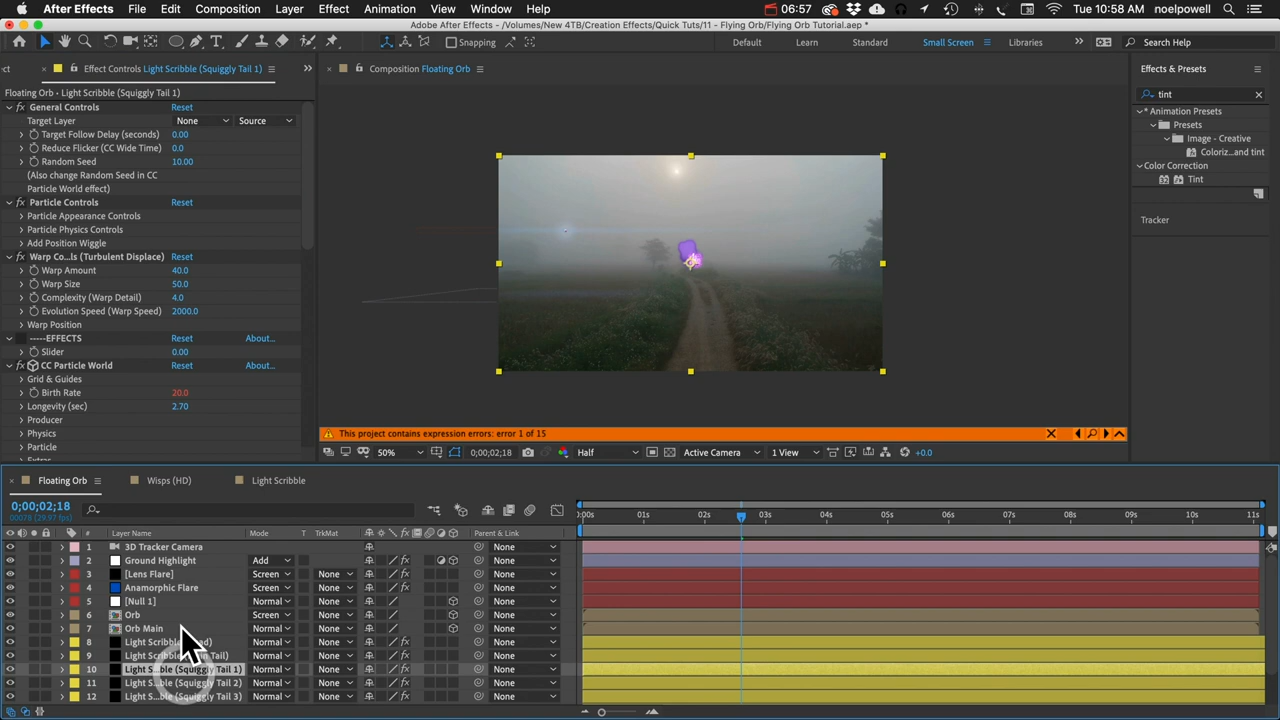 After Effects File Edit Composition Layer Effect Animation View Window Help 06:57 Tue 10:58 AM noelpowell
Adobe After Effects - /Volumes/New 4TB/Creation Effects/Quick Tuts/11 - Flying Orb/Flying Orb Tutorial.aep *
Snapping Default Learn Standard Small Screen Libraries Search Help
Effect Controls Light Scribble (Squiggly Tail 1)
Composition Floating Orb
Effects & Presets
Floating Orb • Light Scribble (Squiggly Tail 1)
tint
General Controls Reset
Target Layer None Source
Target Follow Delay (seconds) 0.00
Reduce Flicker (CC Wide Time) 0.0
Random Seed 10.00
(Also change Random Seed in CC
Particle World effect)
Particle Controls Reset
Particle Appearance Controls
Particle Physics Controls
Add Position Wiggle
Warp Co...ls (Turbulent Displace) Reset
Warp Amount 40.0
Warp Size 50.0
Complexity (Warp Detail) 4.0
Evolution Speed (Warp Speed) 2000.0
Warp Position
-----EFFECTS Reset About...
Slider 0.00
CC Particle World Reset About...
Grid & Guides
Birth Rate 20.0
Longevity (sec) 2.70
Producer
Physics
Particle
* Animation Presets
Presets
Image - Creative
Coloriz...and tint
Color Correction
Tint
Tracker
This project contains expression errors: error 1 of 15
50% 0;00;02;18 Half Active Camera 1 View +0.0
Floating Orb Wisps (HD) Light Scribble
0;00;02;18
00078 (29.97 fps)
0:00s 01s 02s 03s 04s 05s 06s 07s 08s 09s 10s 11s
# Layer Name Mode T TrkMat Parent & Link
1 3D Tracker Camera None
2 Ground Highlight Add None
3 [Lens Flare] Screen None None
4 Anamorphic Flare Screen None None
5 [Null 1] Normal None None
6 Orb Screen None None
7 Orb Main Normal None None
8 Light Scribb Normal None None
9 Light Scribb Tail) Normal None None
10 Light S...ble (Squiggly Tail 1) Normal None None
11 Light S...ble (Squiggly Tail 2) Normal None None
12 Light S...ble (Squiggly Tail 3) Normal None None